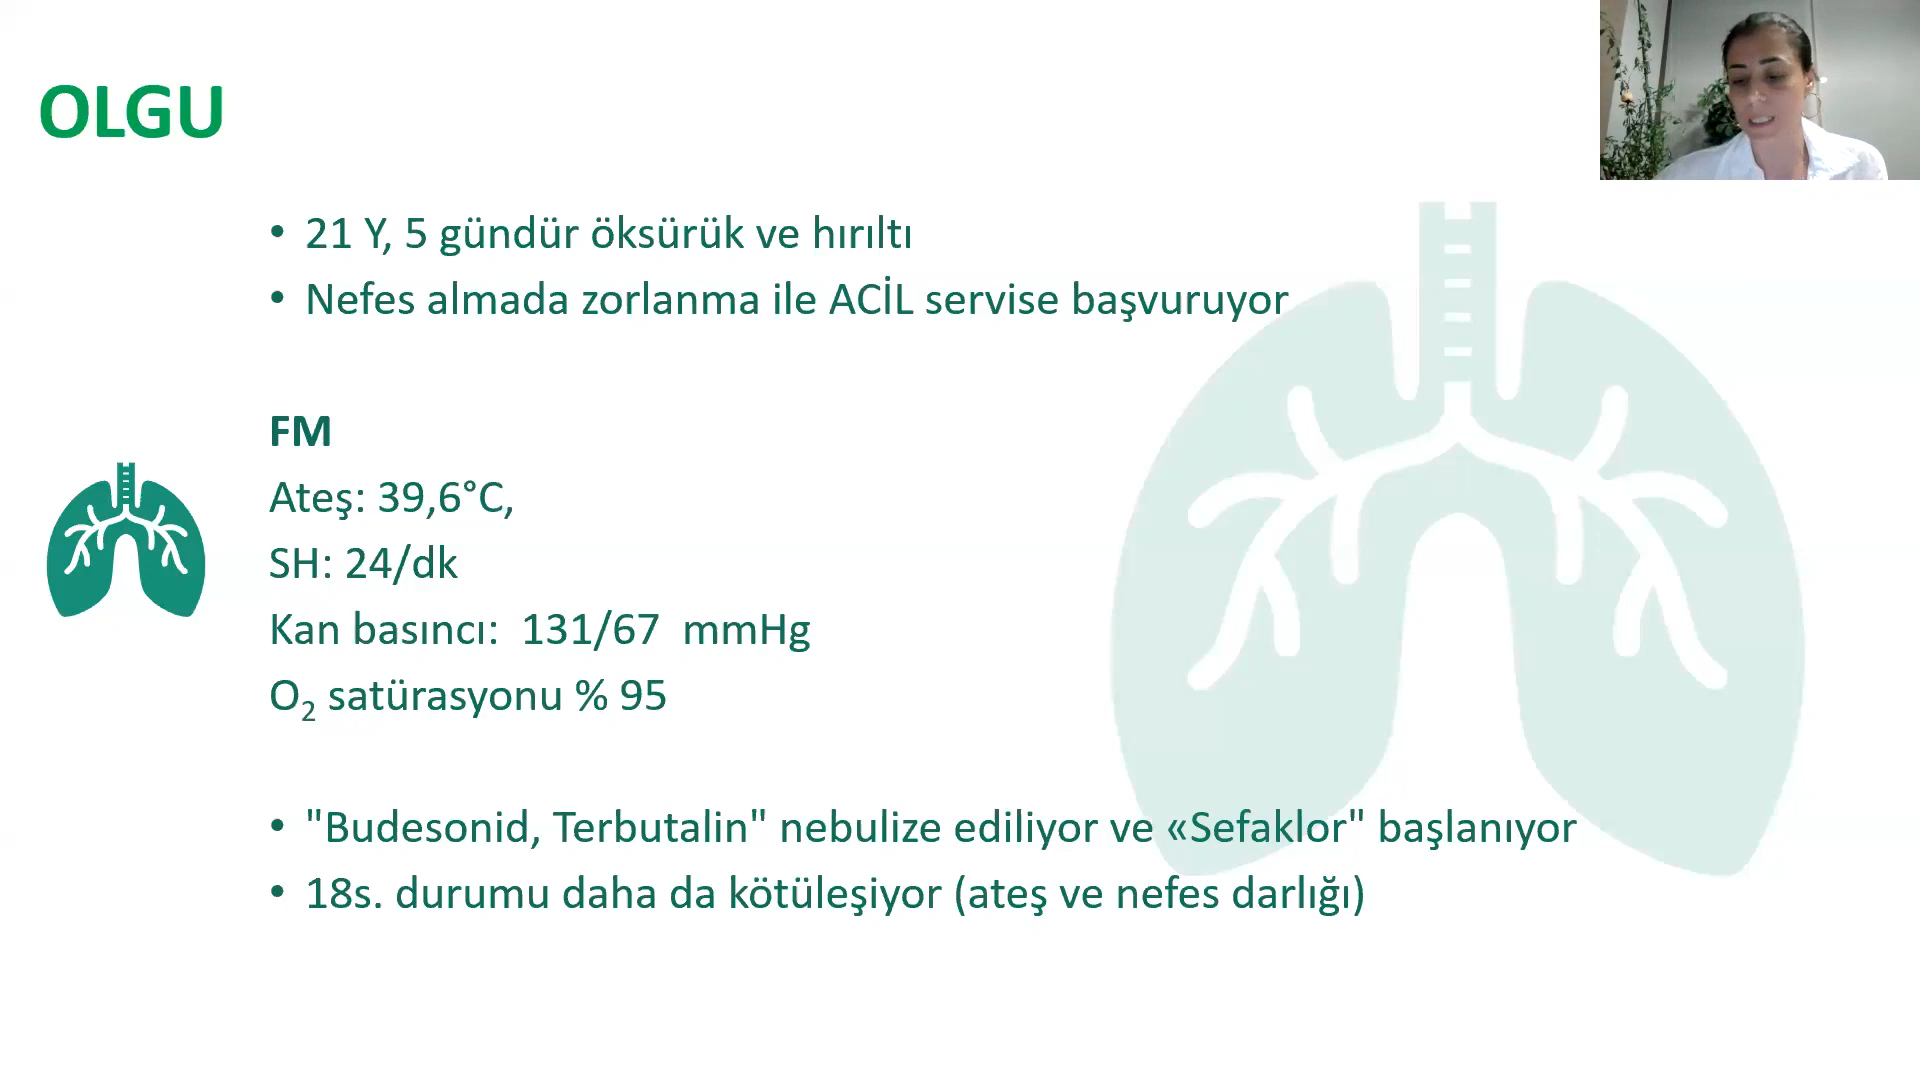 OLGU
• 21 Y, 5 gündür öksürük ve hırıltı
• Nefes almada zorlanma ile ACİL servise başvuruyor
FM
Ateş: 39,6°C,
SH: 24/dk
Kan basıncı:  131/67  mmHg
O₂ satürasyonu % 95
• "Budesonid, Terbutalin" nebulize ediliyor ve «Sefaklor" başlanıyor
• 18s. durumu daha da kötüleşiyor (ateş ve nefes darlığı)